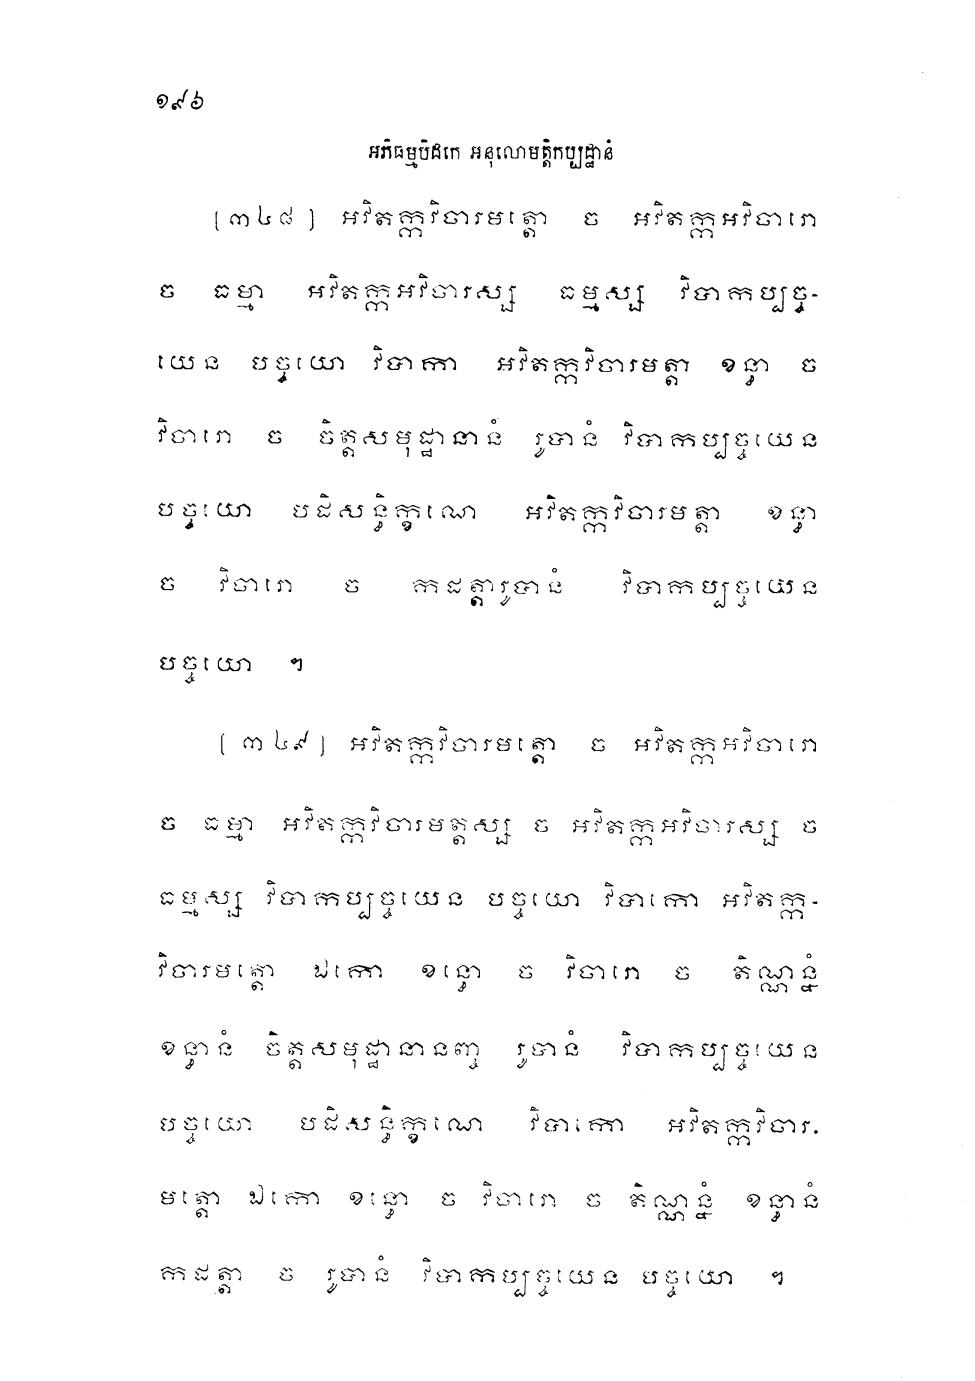 ១៩៦
អភិធម្មបិដកេ អនុលោមត្តិកប្បដ្ឋានំ
[៣៤៨] អវិតក្កវិចារមត្តោ ច អវិតក្កអវិចារោ
ច ធម្មា អវិតក្កអវិចារស្ស ធម្មស្ស វិបាកប្បច្ច-
យេន បច្ចយោ វិបាកា អវិតក្កវិចារមត្តា ខន្ធា ច
វិចារោ ច ចិត្តសមុដ្ឋានានំ រូបានំ វិបាកប្បច្ចយេន
បច្ចយោ បដិសន្ធិក្ខណេ អវិតក្កវិចារមត្តា ខន្ធា
ច វិចារោ ច កដត្តារូបានំ វិបាកប្បច្ចយេន
បច្ចយោ ។
[៣៤៩] អវិតក្កវិចារមត្តោ ច អវិតក្កអវិចារោ
ច ធម្មា អវិតក្កវិចារមត្តស្ស ច អវិតក្កអវិចារស្ស ច
ធម្មស្ស វិបាកប្បច្ចយេន បច្ចយោ វិបាកោ អវិតក្ក-
វិចារមត្តោ ឯកោ ខន្ធោ ច វិចារោ ច តិណ្ណន្នំ
ខន្ធានំ ចិត្តសមុដ្ឋានានញ្ច រូបានំ វិបាកប្បច្ចយេន
បច្ចយោ បដិសន្ធិក្ខណេ វិបាកោ អវិតក្កវិចារ-
មត្តោ ឯកោ ខន្ធោ ច វិចារោ ច តិណ្ណន្នំ ខន្ធានំ
កដត្តា ច រូបានំ វិបាកប្បច្ចយេន បច្ចយោ ។